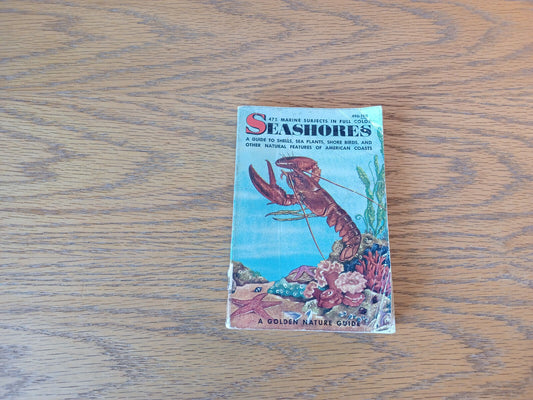 475 MARINE SUBJECTS IN FULL COLOR
SEASHORES
A GUIDE TO SHELLS, SEA PLANTS, SHORE BIRDS, AND
OTHER NATURAL FEATURES OF AMERICAN COASTS
A GOLDEN NATURE GUIDE